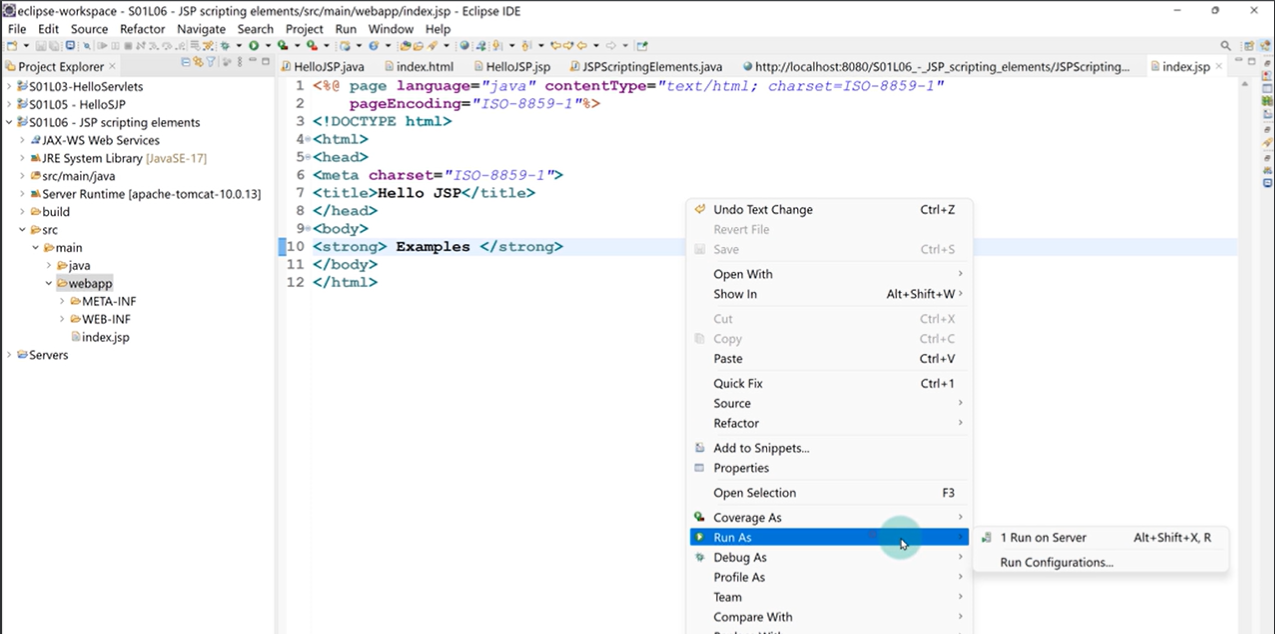 eclipse-workspace - S01L06 - JSP scripting elements/src/main/webapp/index.jsp - Eclipse IDE
File Edit Source Refactor Navigate Search Project Run Window Help
Project Explorer
HelloJSP.java index.html HelloJSP.jsp JSPScriptingElements.java http://localhost:8080/S01L06_-_JSP_scripting_elements/JSPScripting... index.jsp
S01L03-HelloServlets
S01L05 - HelloSJP
S01L06 - JSP scripting elements
JAX-WS Web Services
JRE System Library [JavaSE-17]
src/main/java
Server Runtime [apache-tomcat-10.0.13]
build
src
main
java
webapp
META-INF
WEB-INF
index.jsp
Servers
1 <%@ page language="java" contentType="text/html; charset=ISO-8859-1"
2 pageEncoding="ISO-8859-1"%>
3 <!DOCTYPE html>
4 <html>
5 <head>
6 <meta charset="ISO-8859-1">
7 <title>Hello JSP</title>
8 </head>
9 <body>
10 <strong> Examples </strong>
11 </body>
12 </html>
Undo Text Change Ctrl+Z
Revert File
Save Ctrl+S
Open With
Show In Alt+Shift+W
Cut Ctrl+X
Copy Ctrl+C
Paste Ctrl+V
Quick Fix Ctrl+1
Source
Refactor
Add to Snippets...
Properties
Open Selection F3
Coverage As
Run As
Debug As
Profile As
Team
Compare With
1 Run on Server Alt+Shift+X, R
Run Configurations...